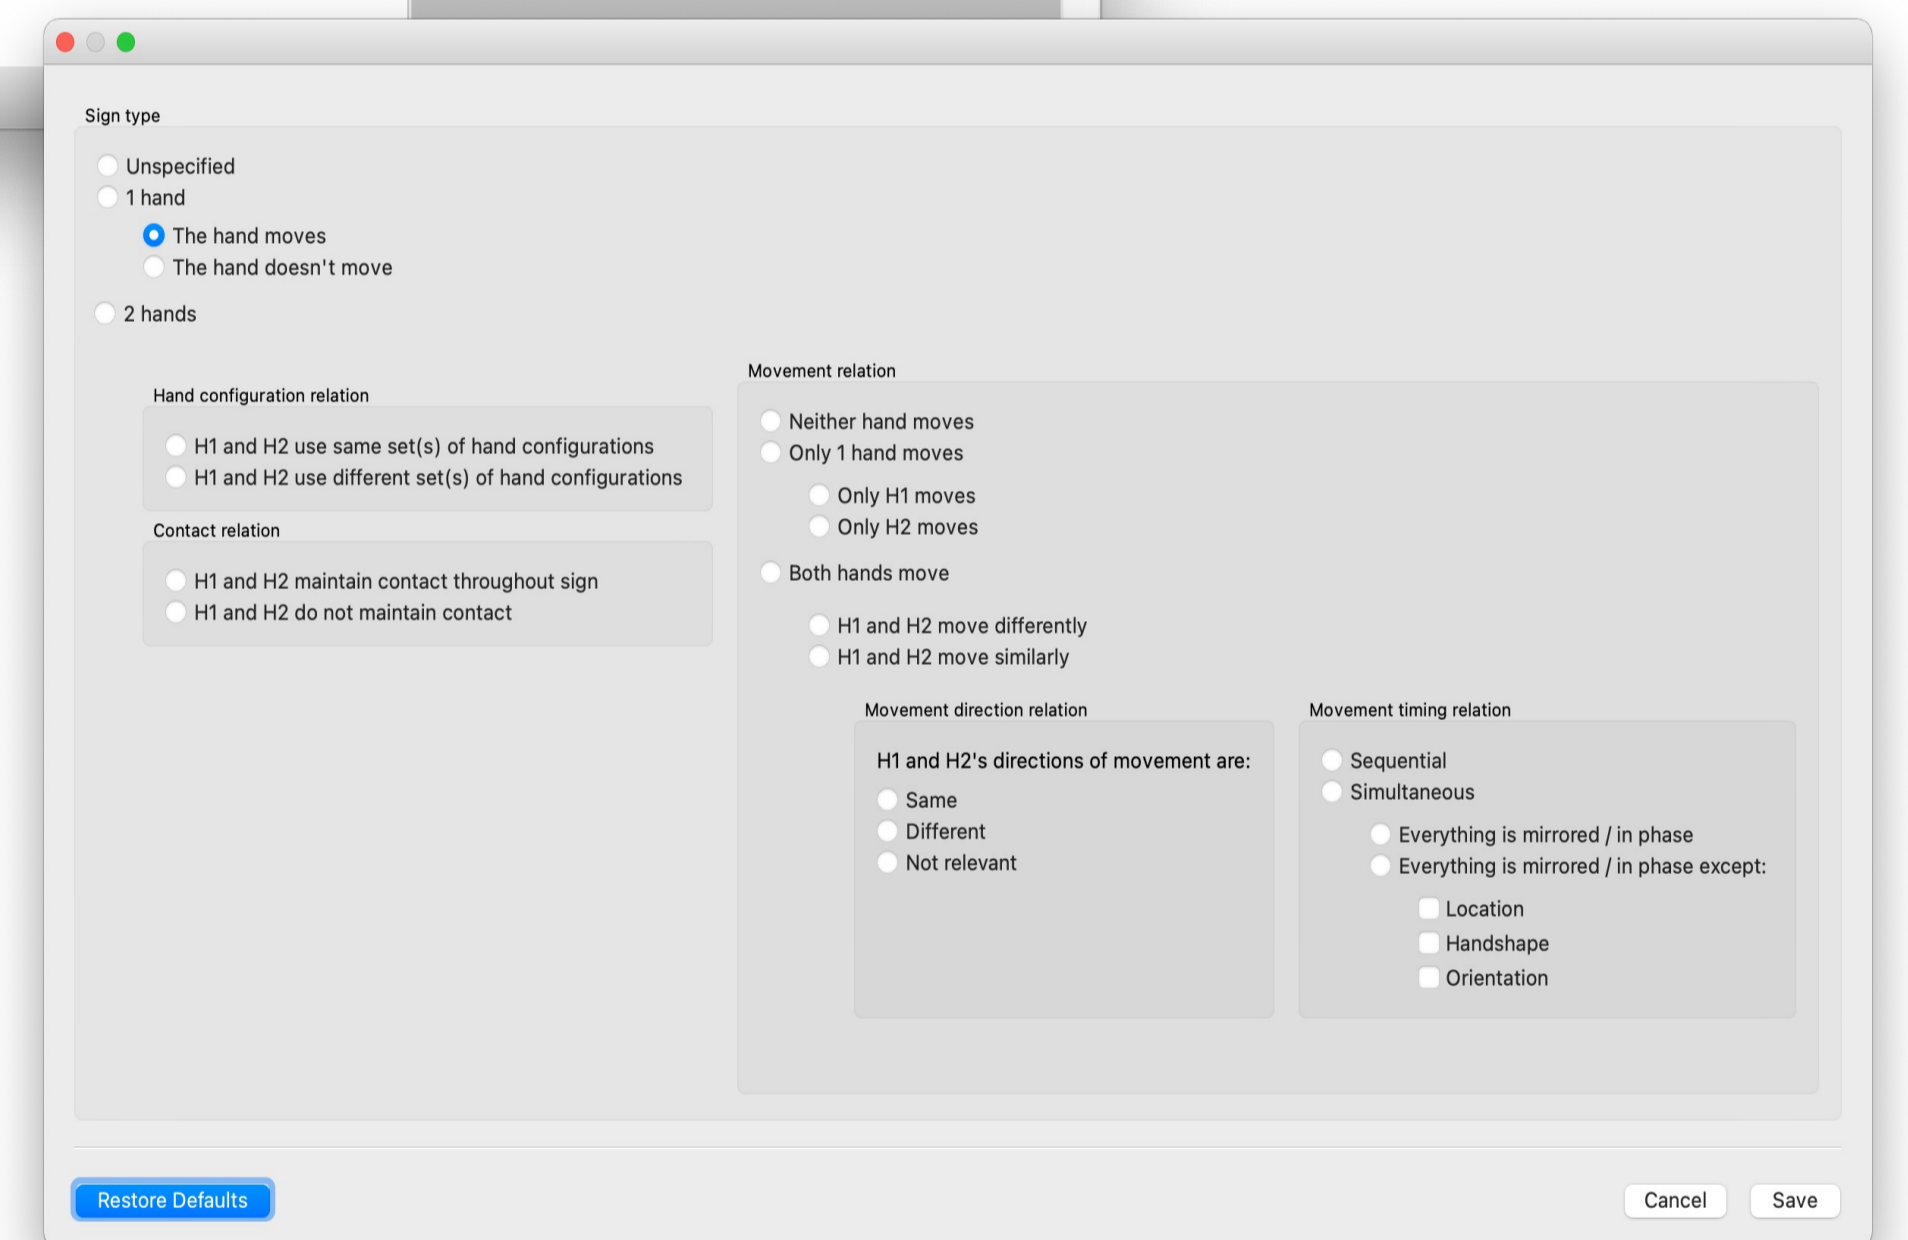 Sign type
Unspecified
1 hand
The hand moves
The hand doesn't move
2 hands
Hand configuration relation
H1 and H2 use same set(s) of hand configurations
H1 and H2 use different set(s) of hand configurations
Contact relation
H1 and H2 maintain contact throughout sign
H1 and H2 do not maintain contact
Movement relation
Neither hand moves
Only 1 hand moves
Only H1 moves
Only H2 moves
Both hands move
H1 and H2 move differently
H1 and H2 move similarly
Movement direction relation
H1 and H2's directions of movement are:
Same
Different
Not relevant
Movement timing relation
Sequential
Simultaneous
Everything is mirrored / in phase
Everything is mirrored / in phase except:
Location
Handshape
Orientation
Restore Defaults
Cancel
Save